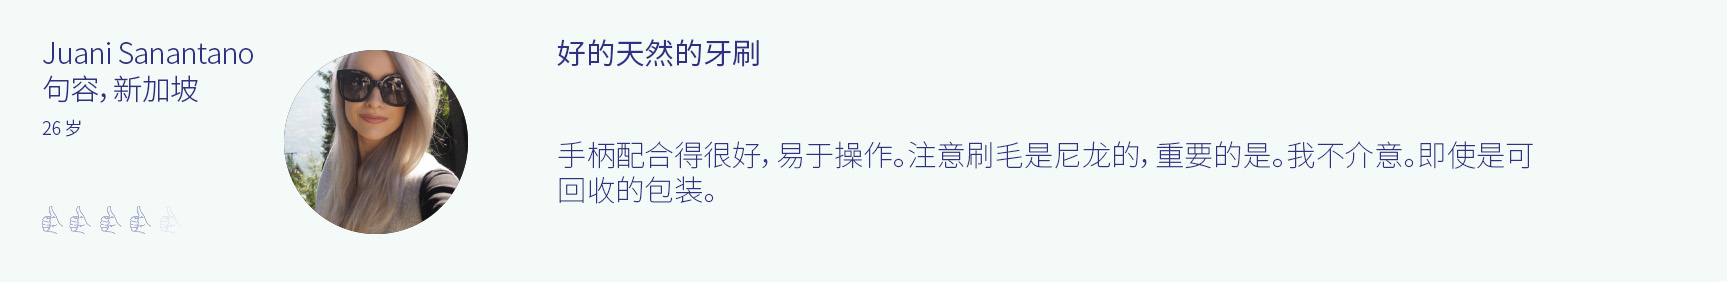 Juani Sanantano
句容，新加坡
26 岁
好的天然的牙刷
手柄配合得很好，易于操作。注意刷毛是尼龙的，重要的是。我不介意。即使是可
回收的包装。